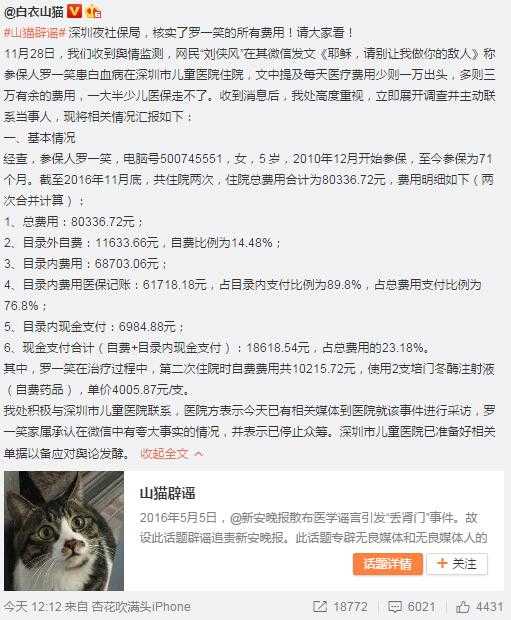 @白衣山猫
#山猫辟谣# 深圳夜社保局，核实了罗一笑的所有费用！请大家看！
11月28日，我们收到舆情监测，网民“刘侠风”在其微信发文《耶稣，请别让我做你的敌人》称
参保人罗一笑患白血病在深圳市儿童医院住院，文中提及每天医疗费用少则一万出头，多则三
万有余的费用，一大半少儿医保走不了。收到消息后，我处高度重视，立即展开调查并主动联
系当事人，现将相关情况汇报如下：
一、基本情况
经查，参保人罗一笑，电脑号500745551，女，5 岁，2010年12月开始参保，至今参保为71
个月。截至2016年11月底，共住院两次，住院总费用合计为80336.72元，费用明细如下（两
次合并计算）；
1、总费用：80336.72元；
2、目录外自费：11633.66元，自费比例为14.48%；
3、目录内费用：68703.06元；
4、目录内费用医保记账：61718.18元，占目录内支付比例为89.8%，占总费用支付比例为
76.8%；
5、目录内现金支付：6984.88元；
6、现金支付合计（自费+目录内现金支付）：18618.54元，占总费用的23.18%。
其中，罗一笑在治疗过程中，第二次住院时自费费用共10215.72元，使用2支培门冬酶注射液
（自费药品），单价4005.87元/支。
我处积极与深圳市儿童医院联系，医院方表示今天已有相关媒体到医院就该事件进行采访，罗
一笑家属承认在微信中有夸大事实的情况，并表示已停止众筹。深圳市儿童医院已准备好相关
单据以备应对舆论发酵。 收起全文
山猫辟谣
2016年5月5日，@新安晚报散布医学谣言引发“丢肾门”事件。故
设此话题辟谣追责新安晚报。此话题专辟无良媒体和无良媒体人的
话题详情 + 关注
今天 12:12 来自 杏花吹满头iPhone 18772 6021 4431